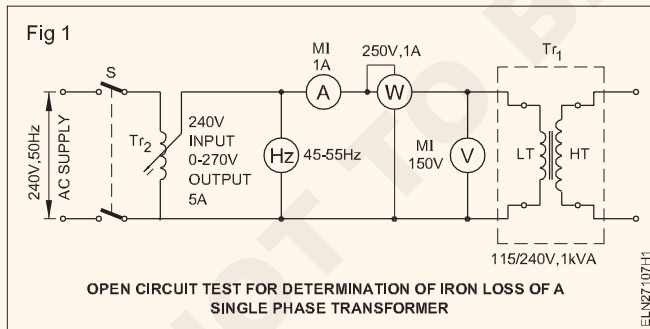 Fig 1
S
240V,50Hz
AC SUPPLY
Tr2
240V
INPUT
0-270V
OUTPUT
5A
Hz
45-55Hz
MI
1A
A
250V,1A
W
MI
150V
V
Tr1
LT
HT
115/240V,1kVA
OPEN CIRCUIT TEST FOR DETERMINATION OF IRON LOSS OF A
SINGLE PHASE TRANSFORMER
ELN27107H1